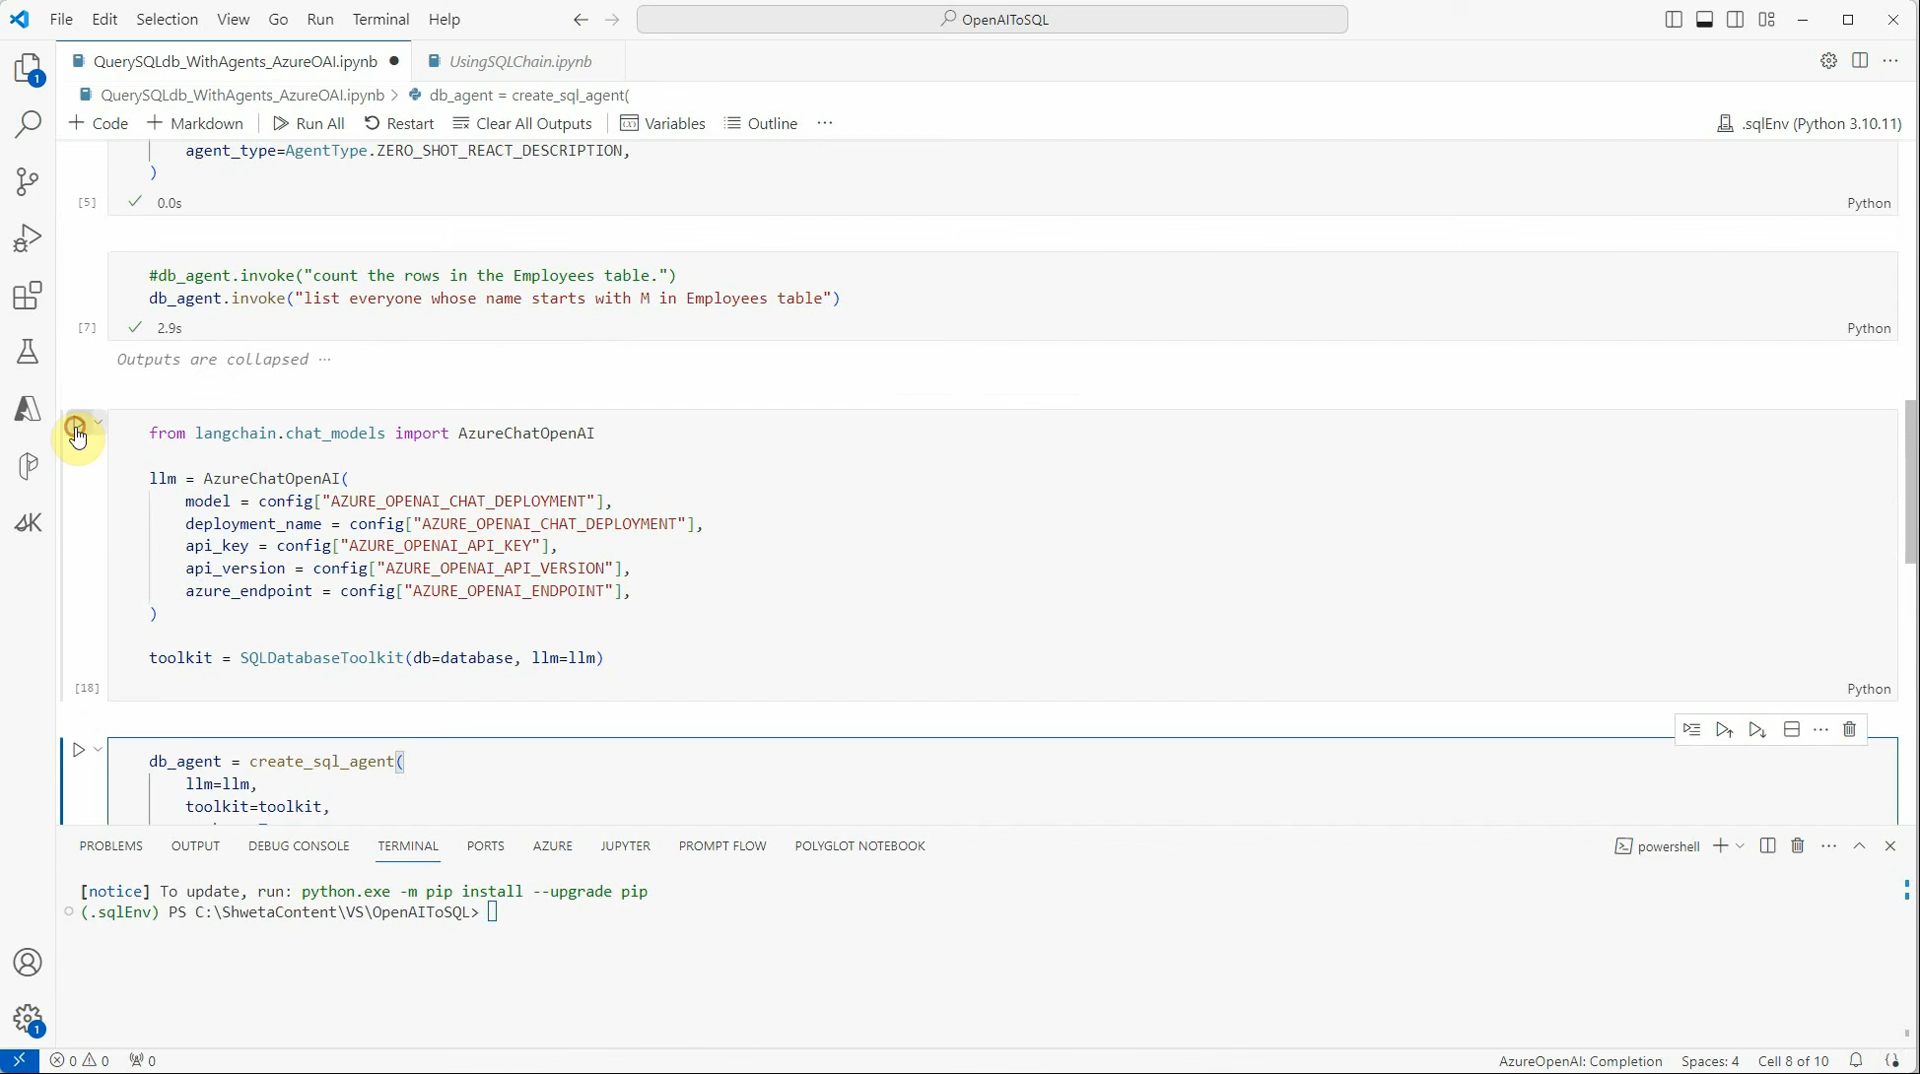 File Edit Selection View Go Run Terminal Help OpenAIToSQL
QuerySQLdb_WithAgents_AzureOAI.ipynb UsingSQLChain.ipynb
QuerySQLdb_WithAgents_AzureOAI.ipynb > db_agent = create_sql_agent(
+ Code + Markdown Run All Restart Clear All Outputs Variables Outline ··· .sqlEnv (Python 3.10.11)
agent_type=AgentType.ZERO_SHOT_REACT_DESCRIPTION,
)
[5] 0.0s Python
#db_agent.invoke("count the rows in the Employees table.")
db_agent.invoke("list everyone whose name starts with M in Employees table")
[7] 2.9s Python
Outputs are collapsed ···
from langchain.chat_models import AzureChatOpenAI
llm = AzureChatOpenAI(
model = config["AZURE_OPENAI_CHAT_DEPLOYMENT"],
deployment_name = config["AZURE_OPENAI_CHAT_DEPLOYMENT"],
api_key = config["AZURE_OPENAI_API_KEY"],
api_version = config["AZURE_OPENAI_API_VERSION"],
azure_endpoint = config["AZURE_OPENAI_ENDPOINT"],
)
toolkit = SQLDatabaseToolkit(db=database, llm=llm)
[18] Python
db_agent = create_sql_agent(
llm=llm,
toolkit=toolkit,
PROBLEMS OUTPUT DEBUG CONSOLE TERMINAL PORTS AZURE JUPYTER PROMPT FLOW POLYGLOT NOTEBOOK powershell
[notice] To update, run: python.exe -m pip install --upgrade pip
(.sqlEnv) PS C:\ShwetaContent\VS\OpenAIToSQL>
1
1
0 0 0 AzureOpenAI: Completion Spaces: 4 Cell 8 of 10